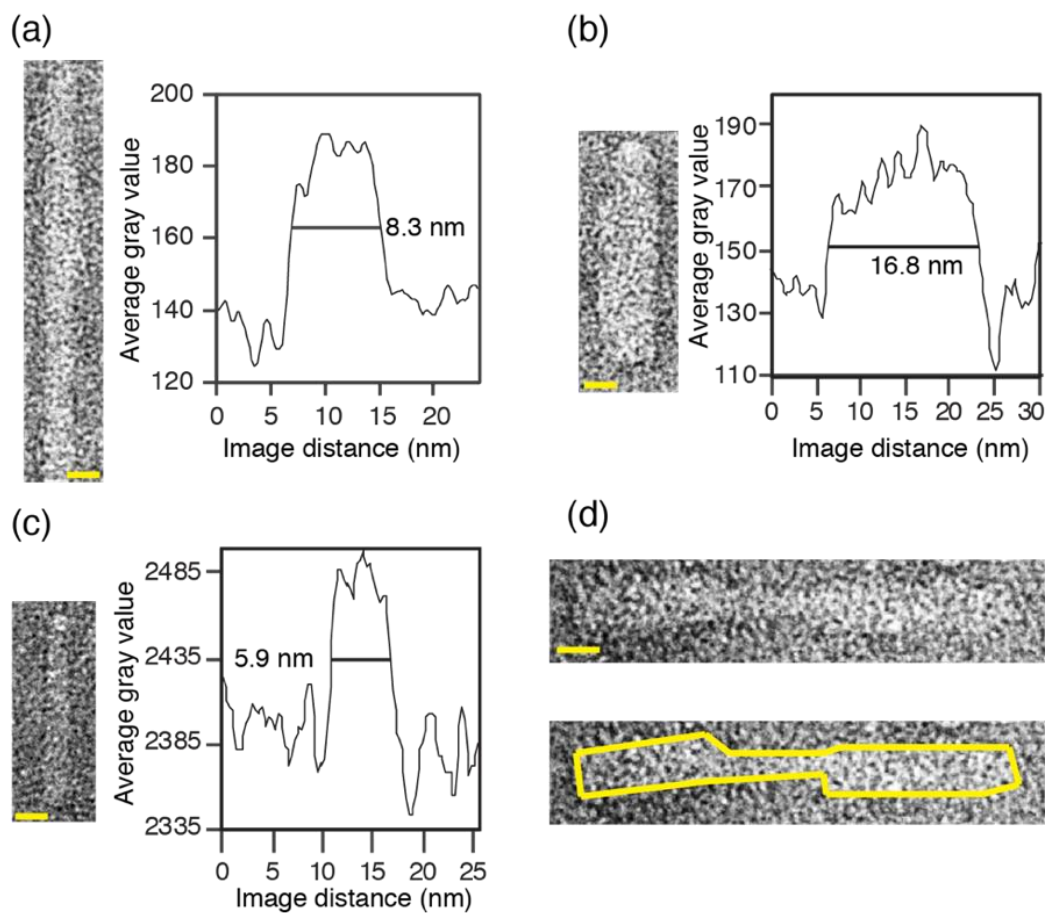 (a)
Average gray value
200
180
160
140
120
8.3 nm
0 5 10 15 20
Image distance (nm)
(b)
Average gray value
190
170
150
130
110
16.8 nm
0 5 10 15 20 25 30
Image distance (nm)
(c)
Average gray value
2485
2435
2385
2335
5.9 nm
0 5 10 15 20 25
Image distance (nm)
(d)